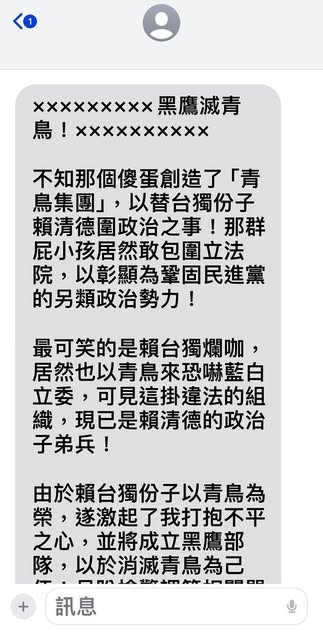 1
××××××××× 黑鷹滅青
鳥！××××××××××
不知那個傻蛋創造了「青
鳥集團」，以替台獨份子
賴清德圍政治之事！那群
屁小孩居然敢包圍立法
院，以彰顯為鞏固民進黨
的另類政治勢力！
最可笑的是賴台獨爛咖，
居然也以青鳥來恐嚇藍白
立委，可見這掛違法的組
織，現已是賴清德的政治
子弟兵！
由於賴台獨份子以青鳥為
榮，遂激起了我打抱不平
之心，並將成立黑鷹部
隊，以於消滅青鳥為己
訊息